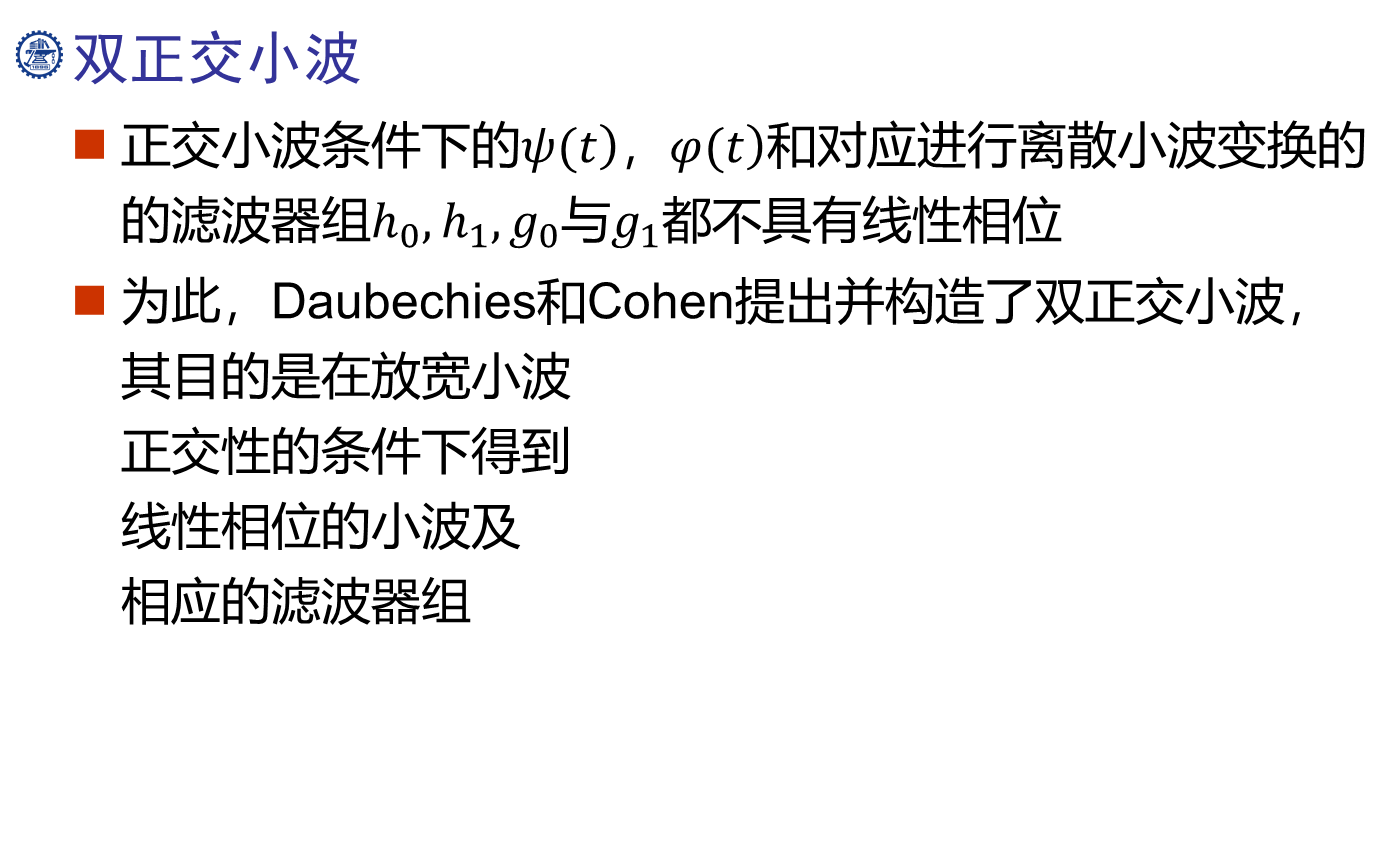 双正交小波
正交小波条件下的ψ(t)，φ(t)和对应进行离散小波变换的
的滤波器组h₀, h₁, g₀与g₁都不具有线性相位
为此，Daubechies和Cohen提出并构造了双正交小波，
其目的是在放宽小波
正交性的条件下得到
线性相位的小波及
相应的滤波器组